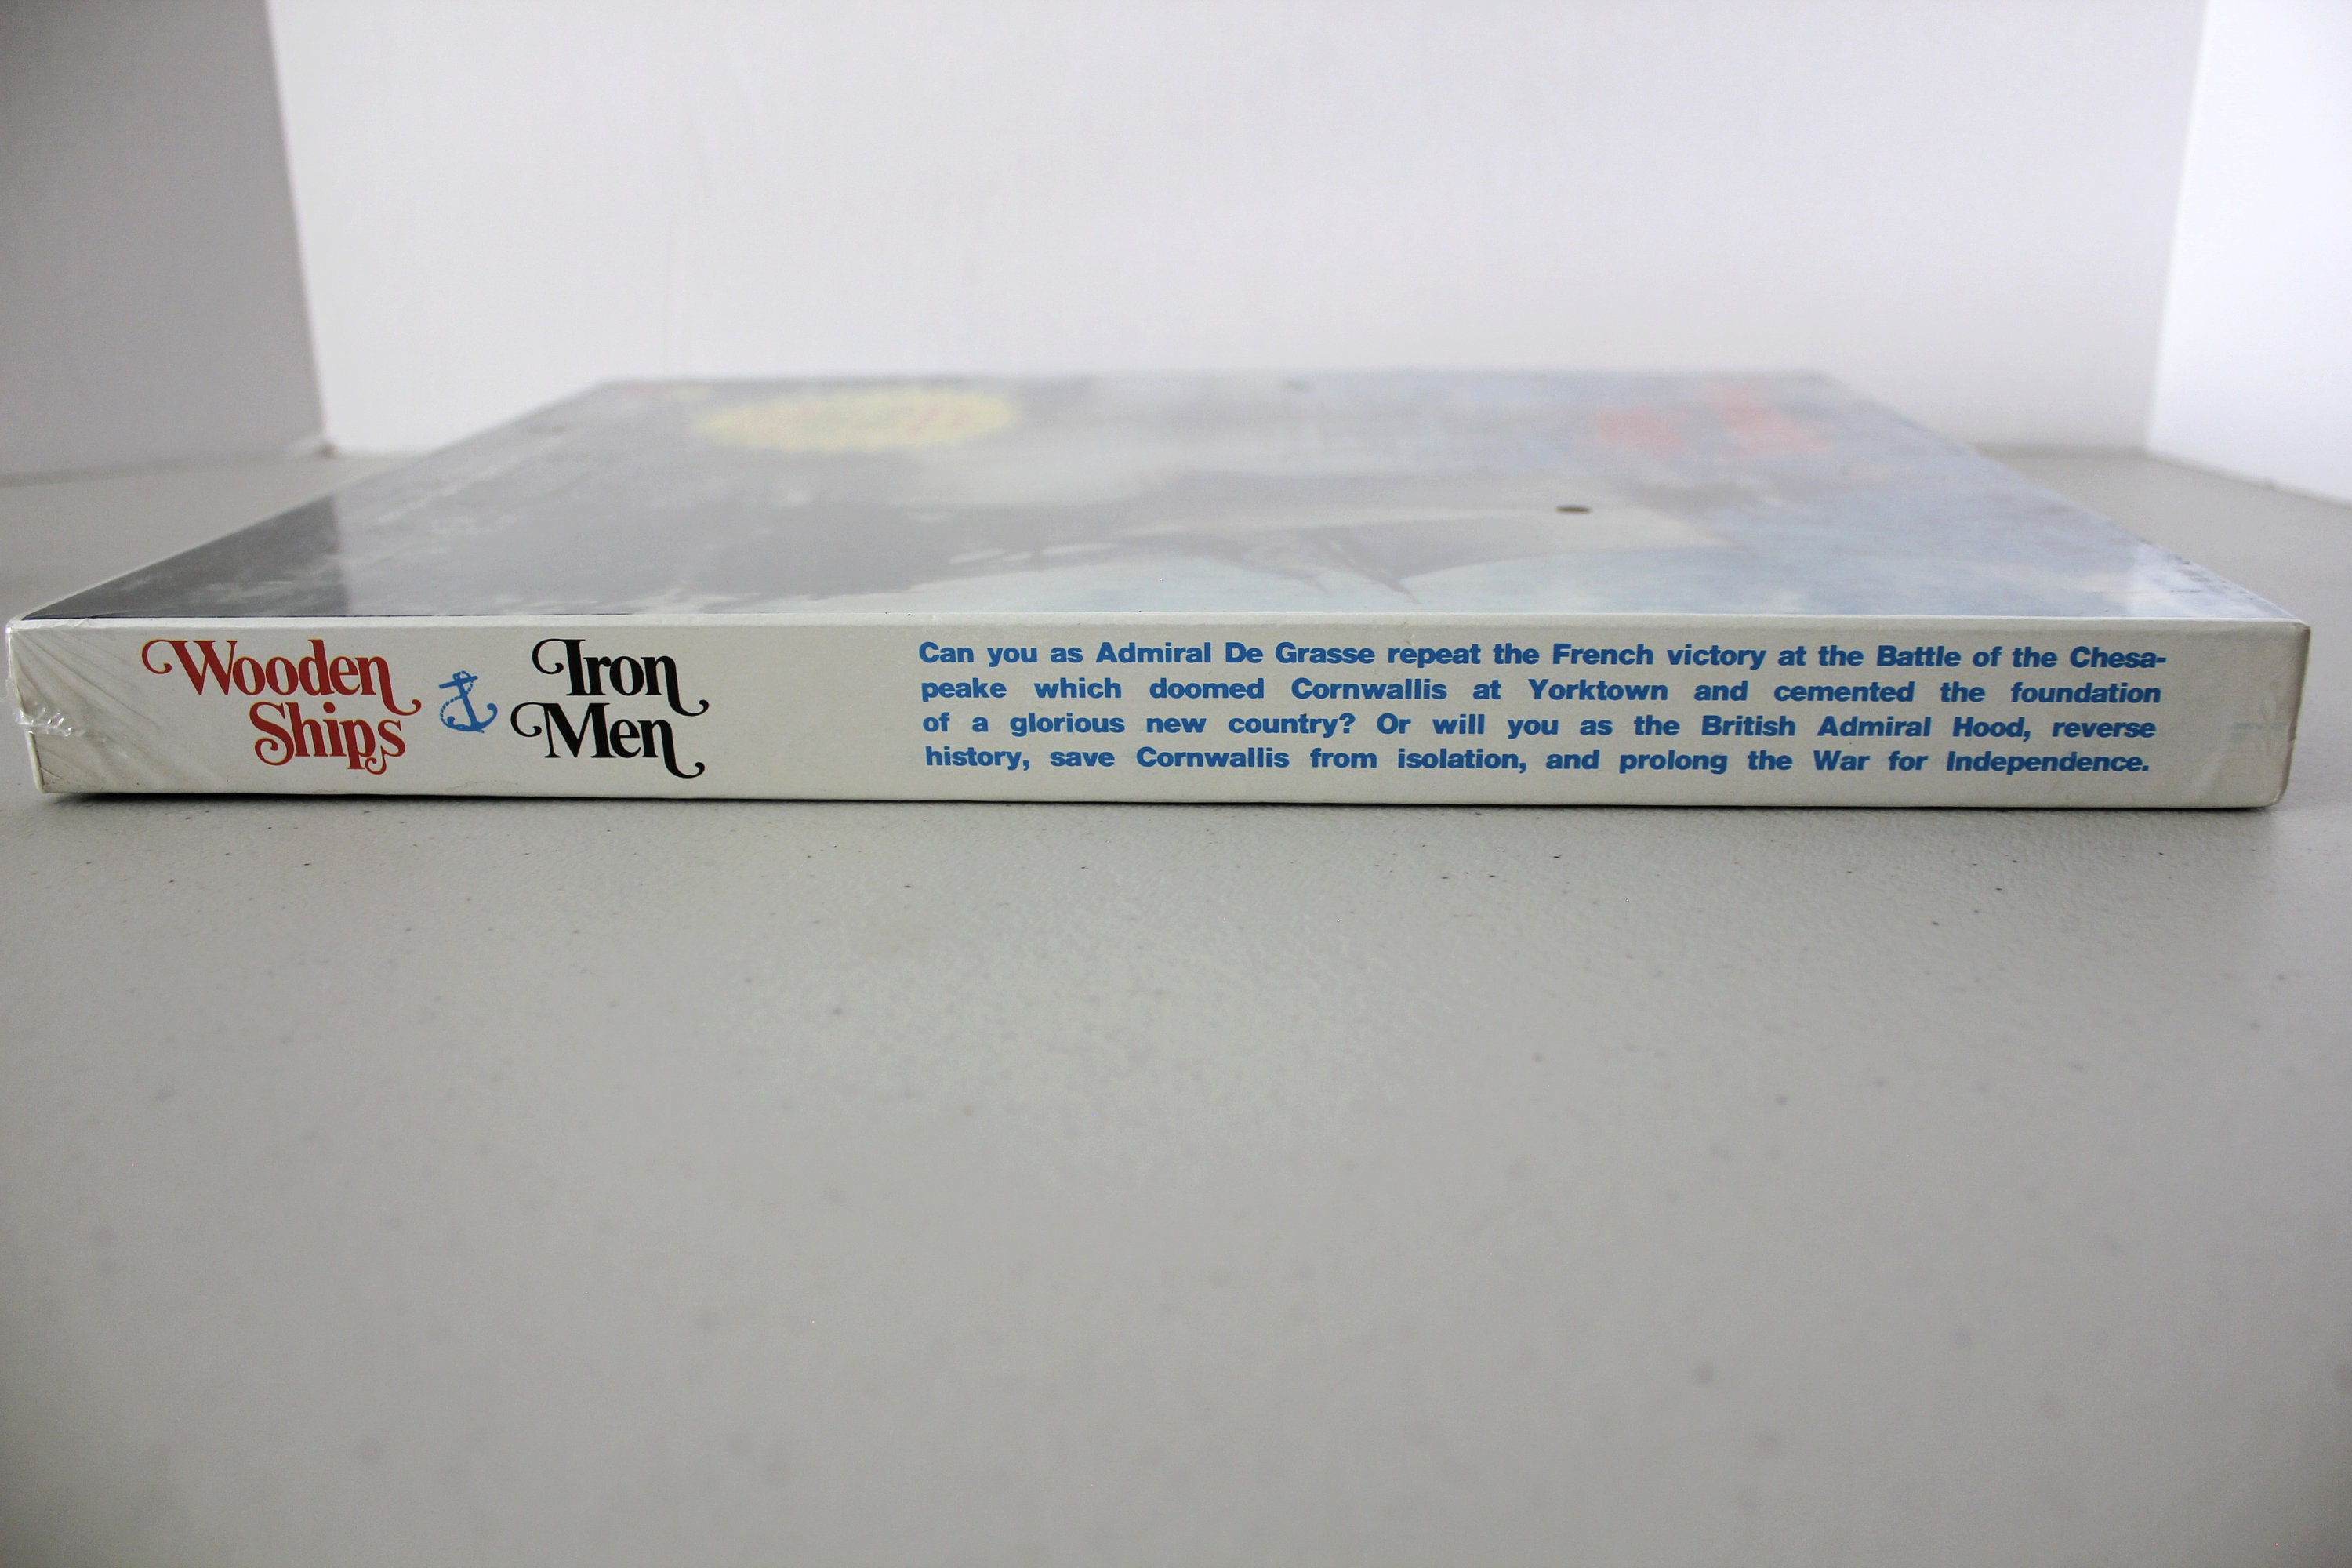 Wooden
Ships
&
Iron
Men
Can you as Admiral De Grasse repeat the French victory at the Battle of the Chesa-
peake which doomed Cornwallis at Yorktown and cemented the foundation
of a glorious new country? Or will you as the British Admiral Hood, reverse
history, save Cornwallis from isolation, and prolong the War for Independence.